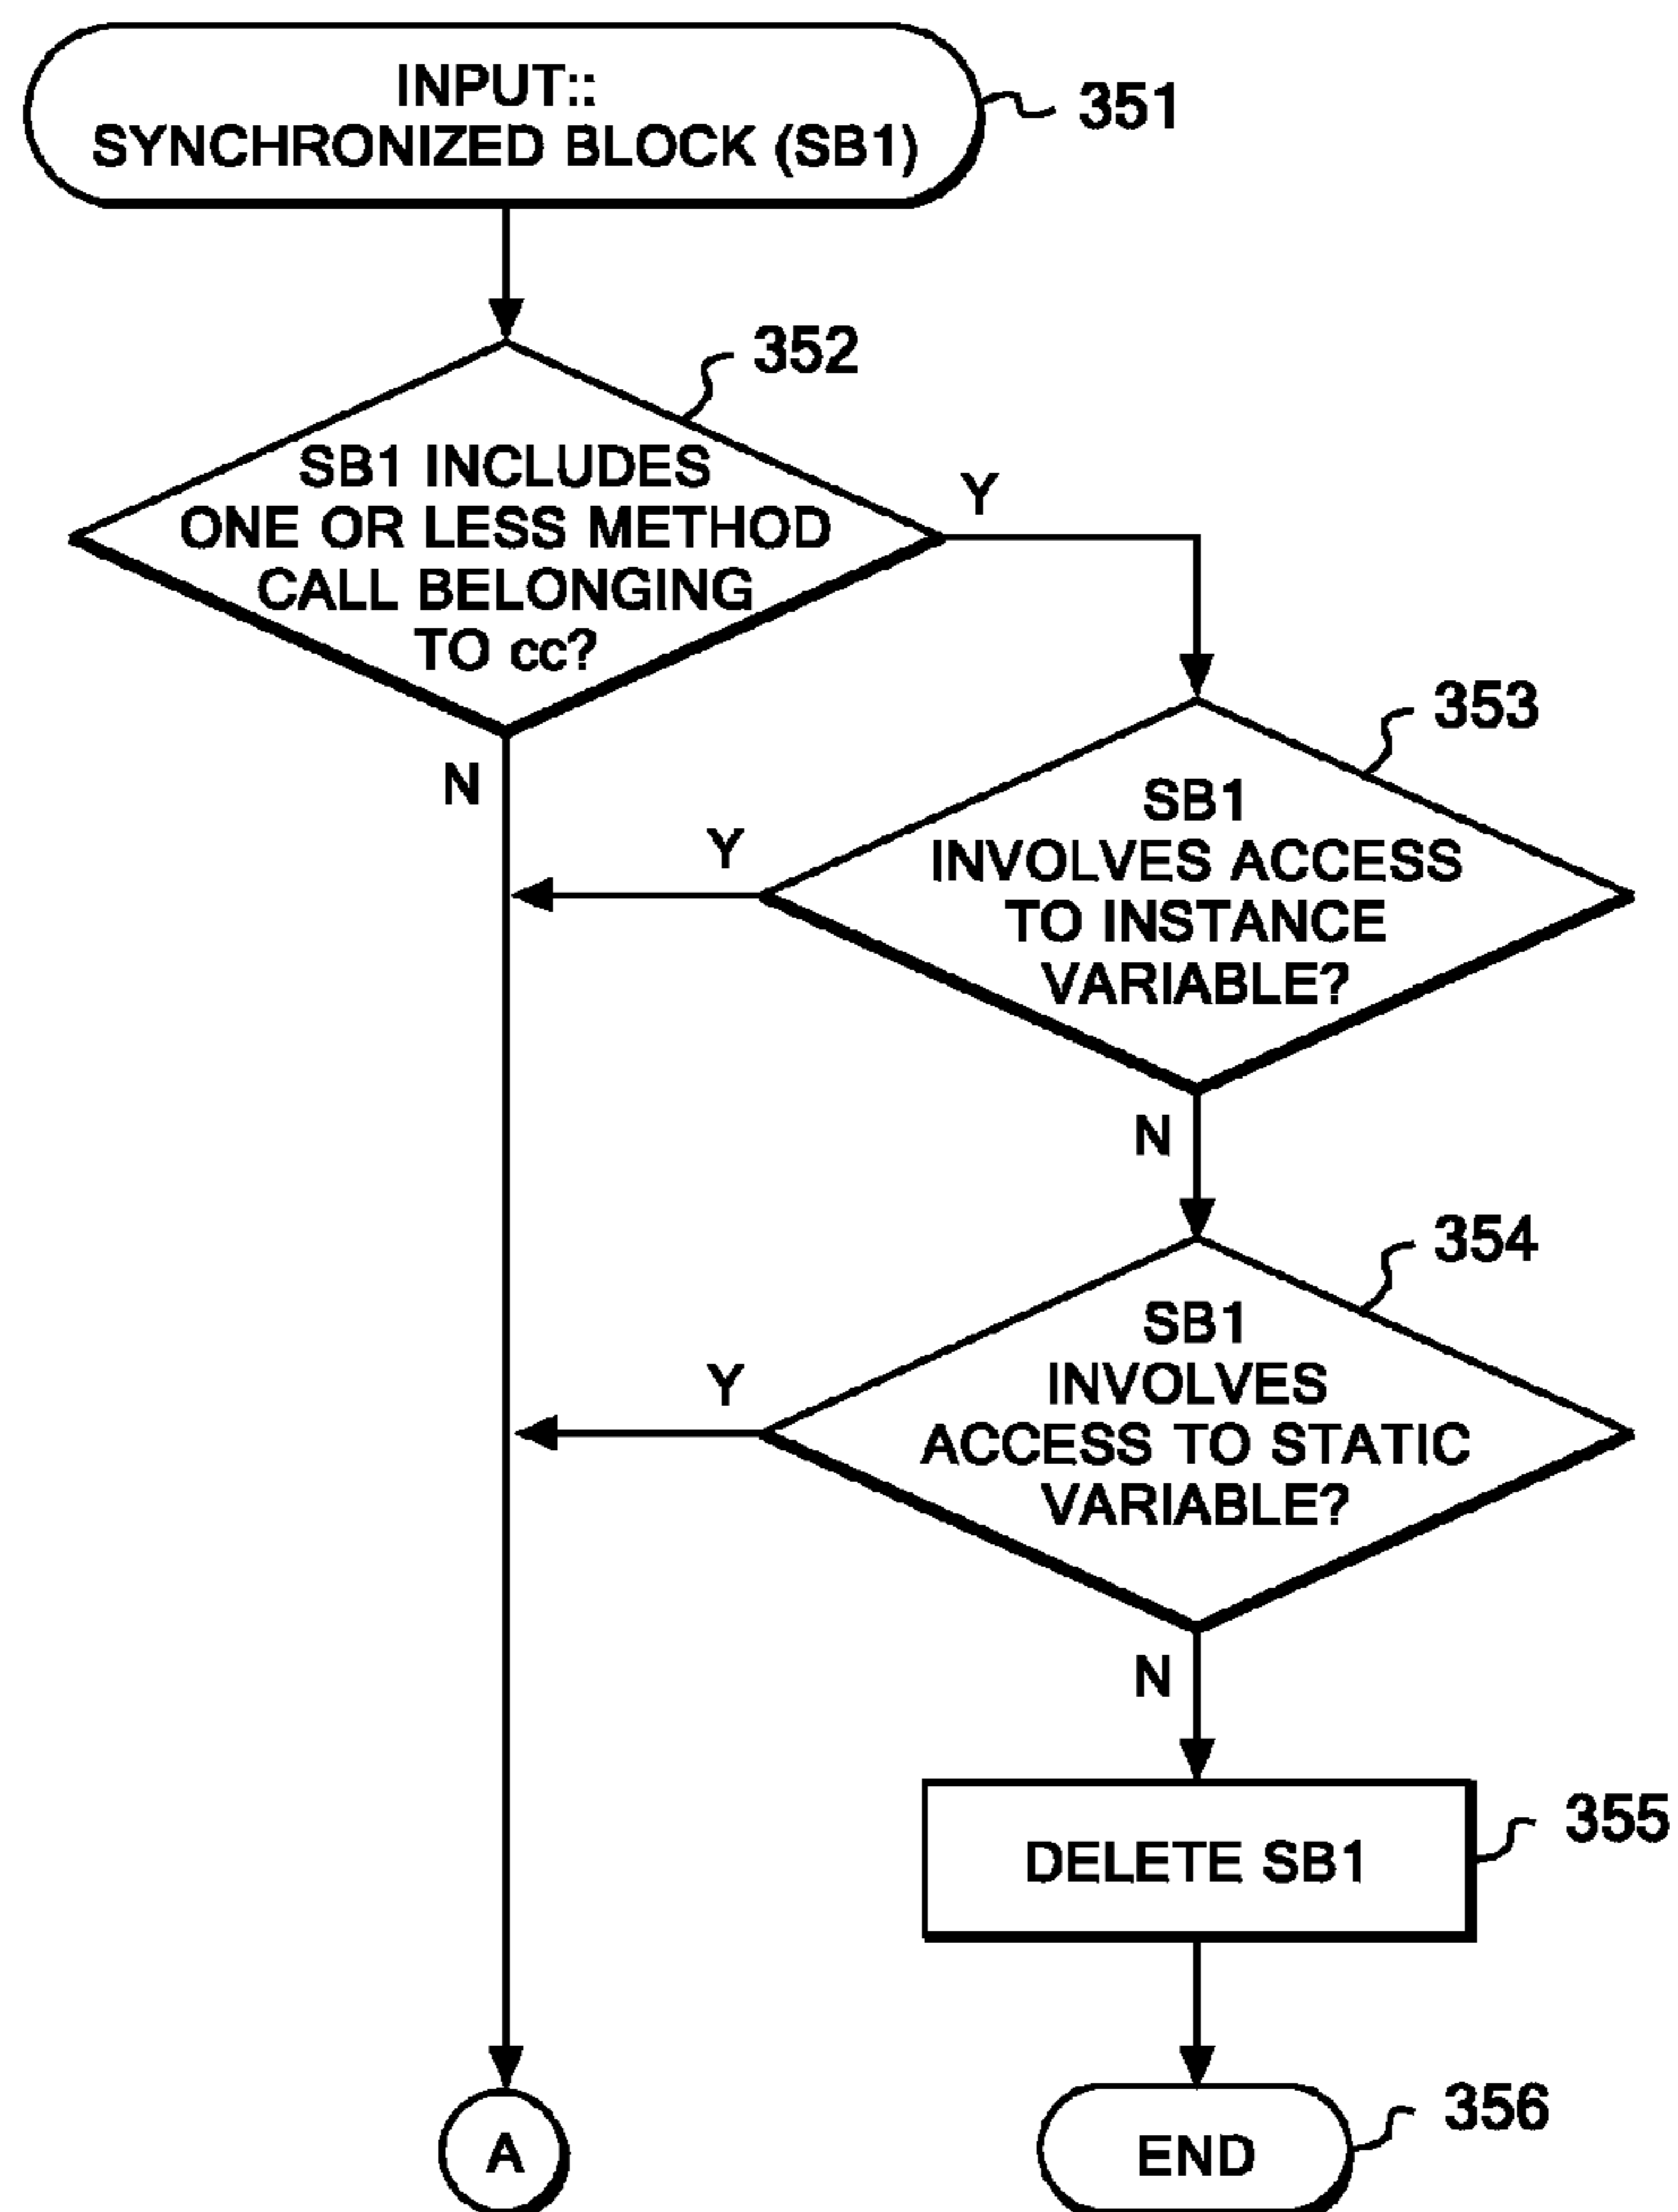 INPUT::
SYNCHRONIZED BLOCK (SB1)
351
352
SB1 INCLUDES
ONE OR LESS METHOD
CALL BELONGING
TO cc?
Y
N
353
SB1
INVOLVES ACCESS
TO INSTANCE
VARIABLE?
Y
N
354
SB1
INVOLVES
ACCESS TO STATIC
VARIABLE?
Y
N
355
DELETE SB1
A
356
END